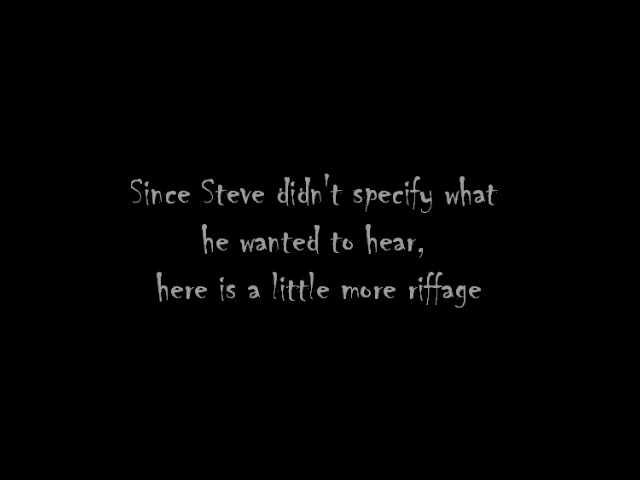 Since Steve didn't specify what
he wanted to hear,
here is a little more riffage